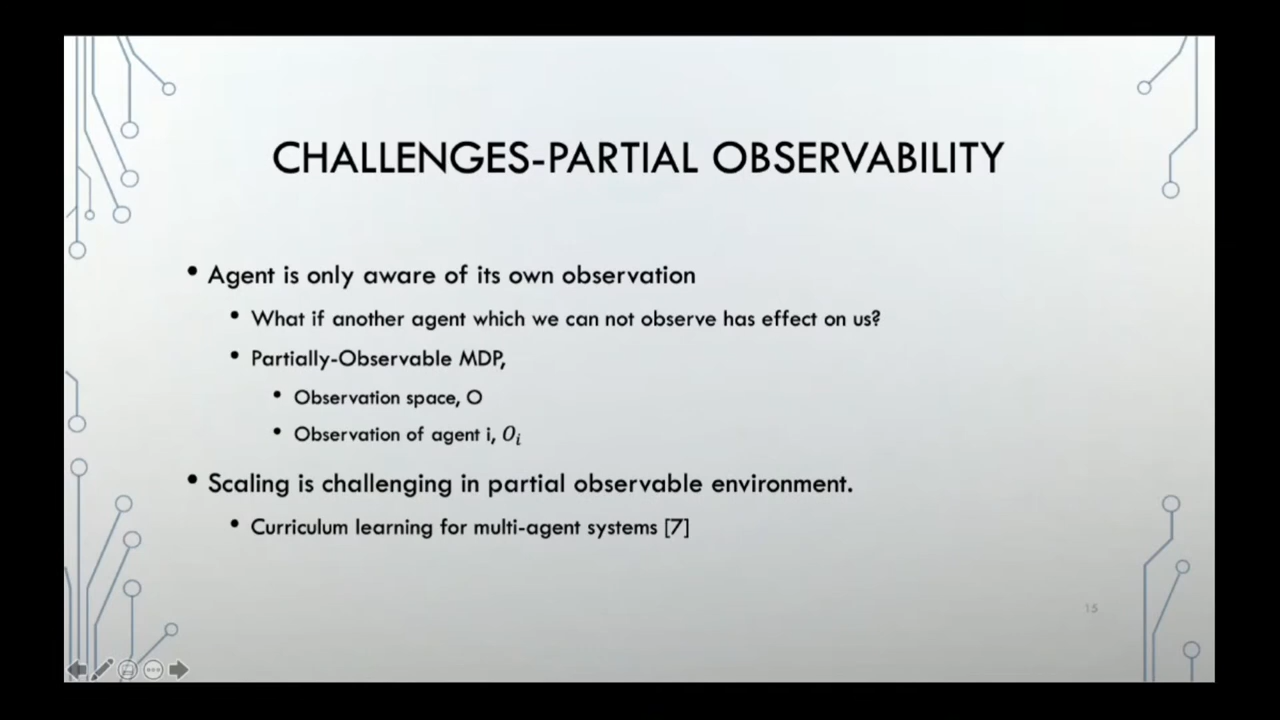 CHALLENGES-PARTIAL OBSERVABILITY
• Agent is only aware of its own observation
• What if another agent which we can not observe has effect on us?
• Partially-Observable MDP,
• Observation space, O
• Observation of agent i, O_i
• Scaling is challenging in partial observable environment.
• Curriculum learning for multi-agent systems [7]
15